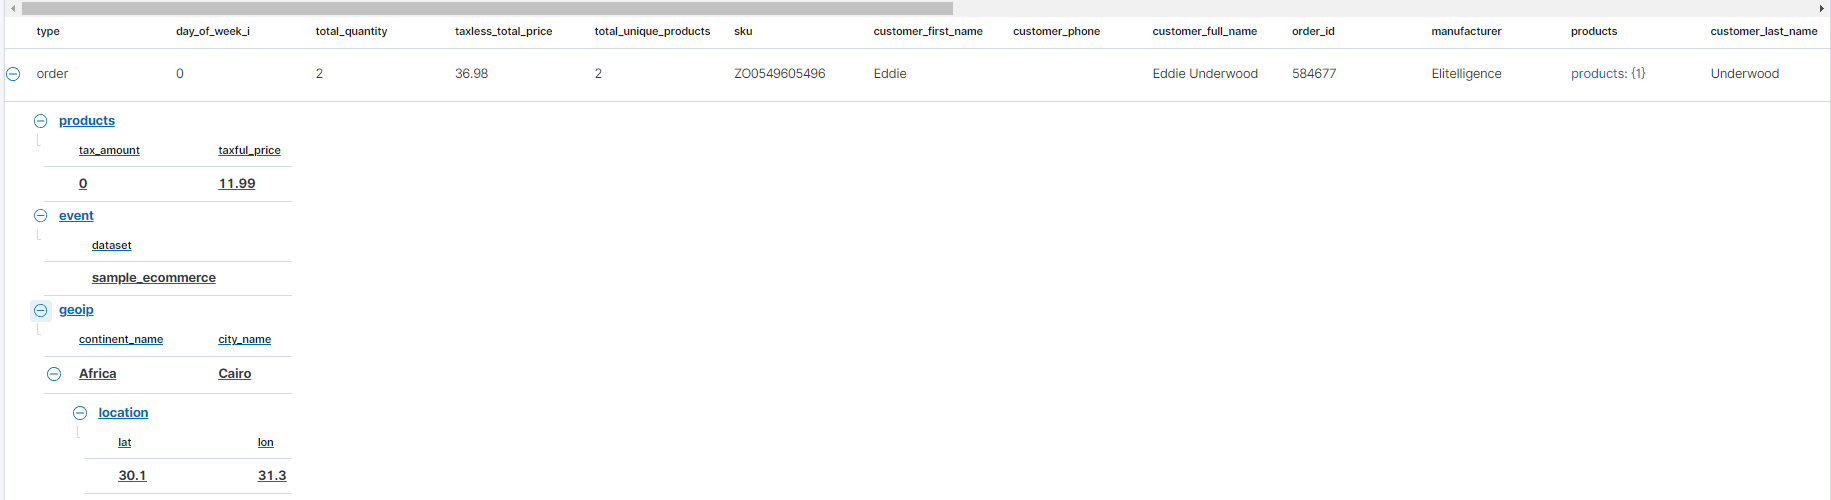 type day_of_week_i total_quantity taxless_total_price total_unique_products sku customer_first_name customer_phone customer_full_name order_id manufacturer products customer_last_name
order 0 2 36.98 2 ZO0549605496 Eddie Eddie Underwood 584677 Elitelligence products: {1} Underwood
products
tax_amount taxful_price
0 11.99
event
dataset
sample_ecommerce
geoip
continent_name city_name
Africa Cairo
location
lat lon
30.1 31.3